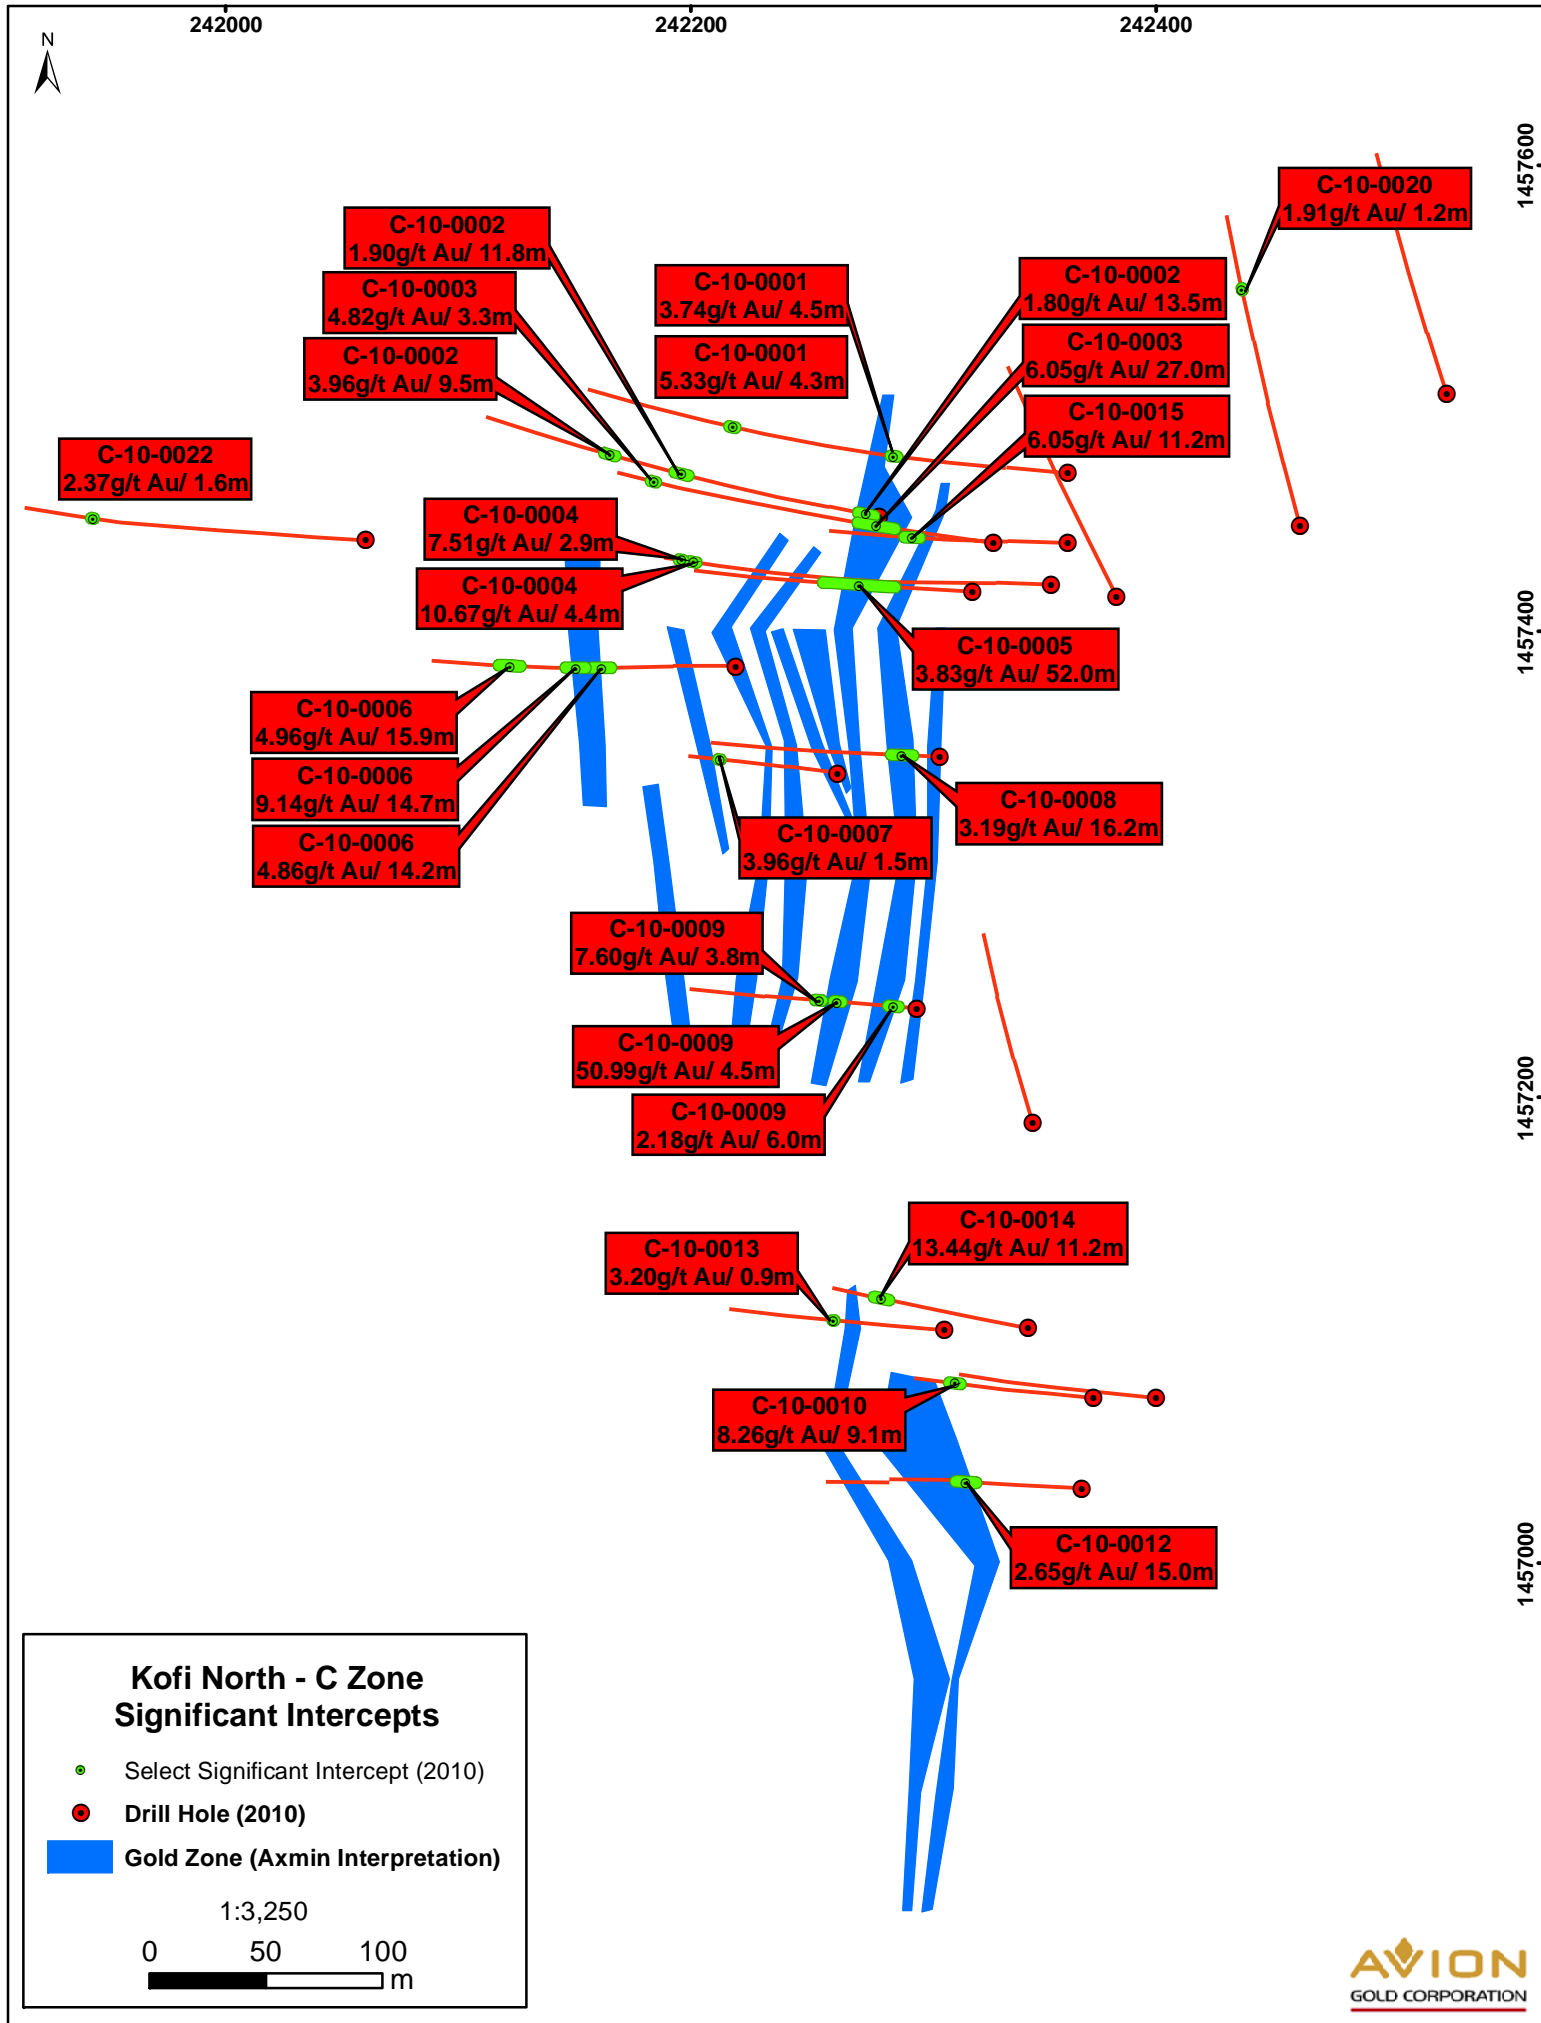 242000
242200
242400
N
1457600
C-10-0020
1.91g/t Au/ 1.2m
C-10-0002
1.90g/t Au/ 11.8m
C-10-0003
4.82g/t Au/ 3.3m
C-10-0002
3.96g/t Au/ 9.5m
C-10-0001
3.74g/t Au/ 4.5m
C-10-0001
5.33g/t Au/ 4.3m
C-10-0002
1.80g/t Au/ 13.5m
C-10-0003
6.05g/t Au/ 27.0m
C-10-0015
6.05g/t Au/ 11.2m
C-10-0022
2.37g/t Au/ 1.6m
C-10-0004
7.51g/t Au/ 2.9m
C-10-0004
10.67g/t Au/ 4.4m
1457400
C-10-0005
3.83g/t Au/ 52.0m
C-10-0006
4.96g/t Au/ 15.9m
C-10-0006
9.14g/t Au/ 14.7m
C-10-0006
4.86g/t Au/ 14.2m
C-10-0008
3.19g/t Au/ 16.2m
C-10-0007
3.96g/t Au/ 1.5m
C-10-0009
7.60g/t Au/ 3.8m
C-10-0009
50.99g/t Au/ 4.5m
C-10-0009
2.18g/t Au/ 6.0m
1457200
C-10-0014
13.44g/t Au/ 11.2m
C-10-0013
3.20g/t Au/ 0.9m
C-10-0010
8.26g/t Au/ 9.1m
C-10-0012
2.65g/t Au/ 15.0m
1457000
Kofi North - C Zone
Significant Intercepts
Select Significant Intercept (2010)
Drill Hole (2010)
Gold Zone (Axmin Interpretation)
1:3,250
0 50 100
m
AVION
GOLD CORPORATION